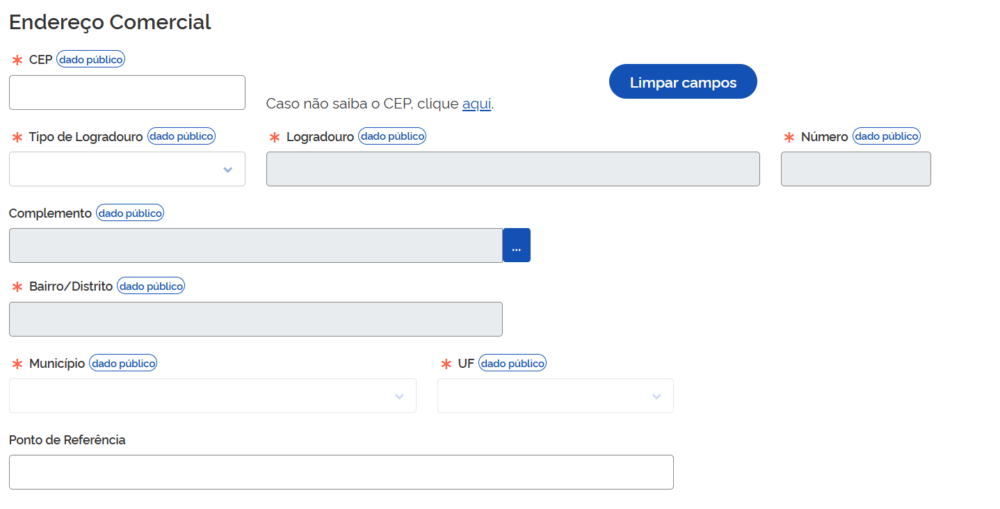 Endereço Comercial
* CEP dado público
Limpar campos
Caso não saiba o CEP, clique aqui.
* Tipo de Logradouro dado público * Logradouro dado público * Número dado público
Complemento dado público
...
* Bairro/Distrito dado público
* Município dado público * UF dado público
Ponto de Referência